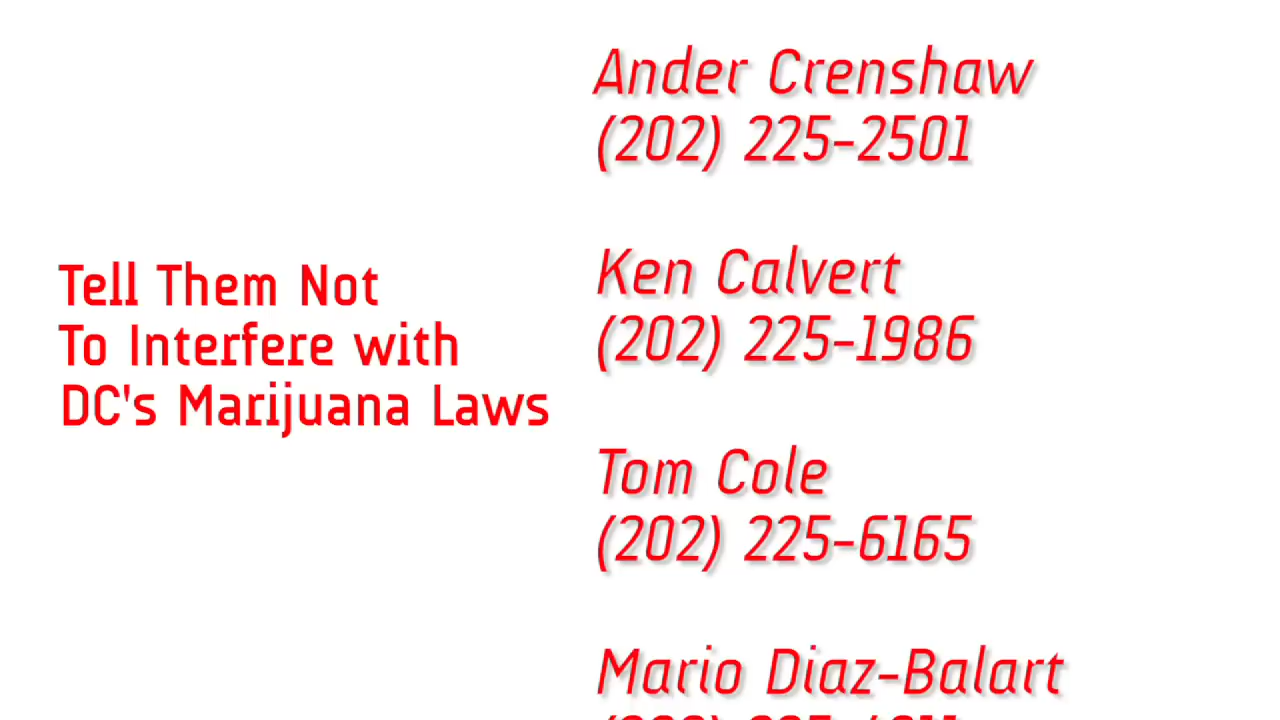 Tell Them Not
To Interfere with
DC's Marijuana Laws
Ander Crenshaw
(202) 225-2501
Ken Calvert
(202) 225-1986
Tom Cole
(202) 225-6165
Mario Diaz-Balart